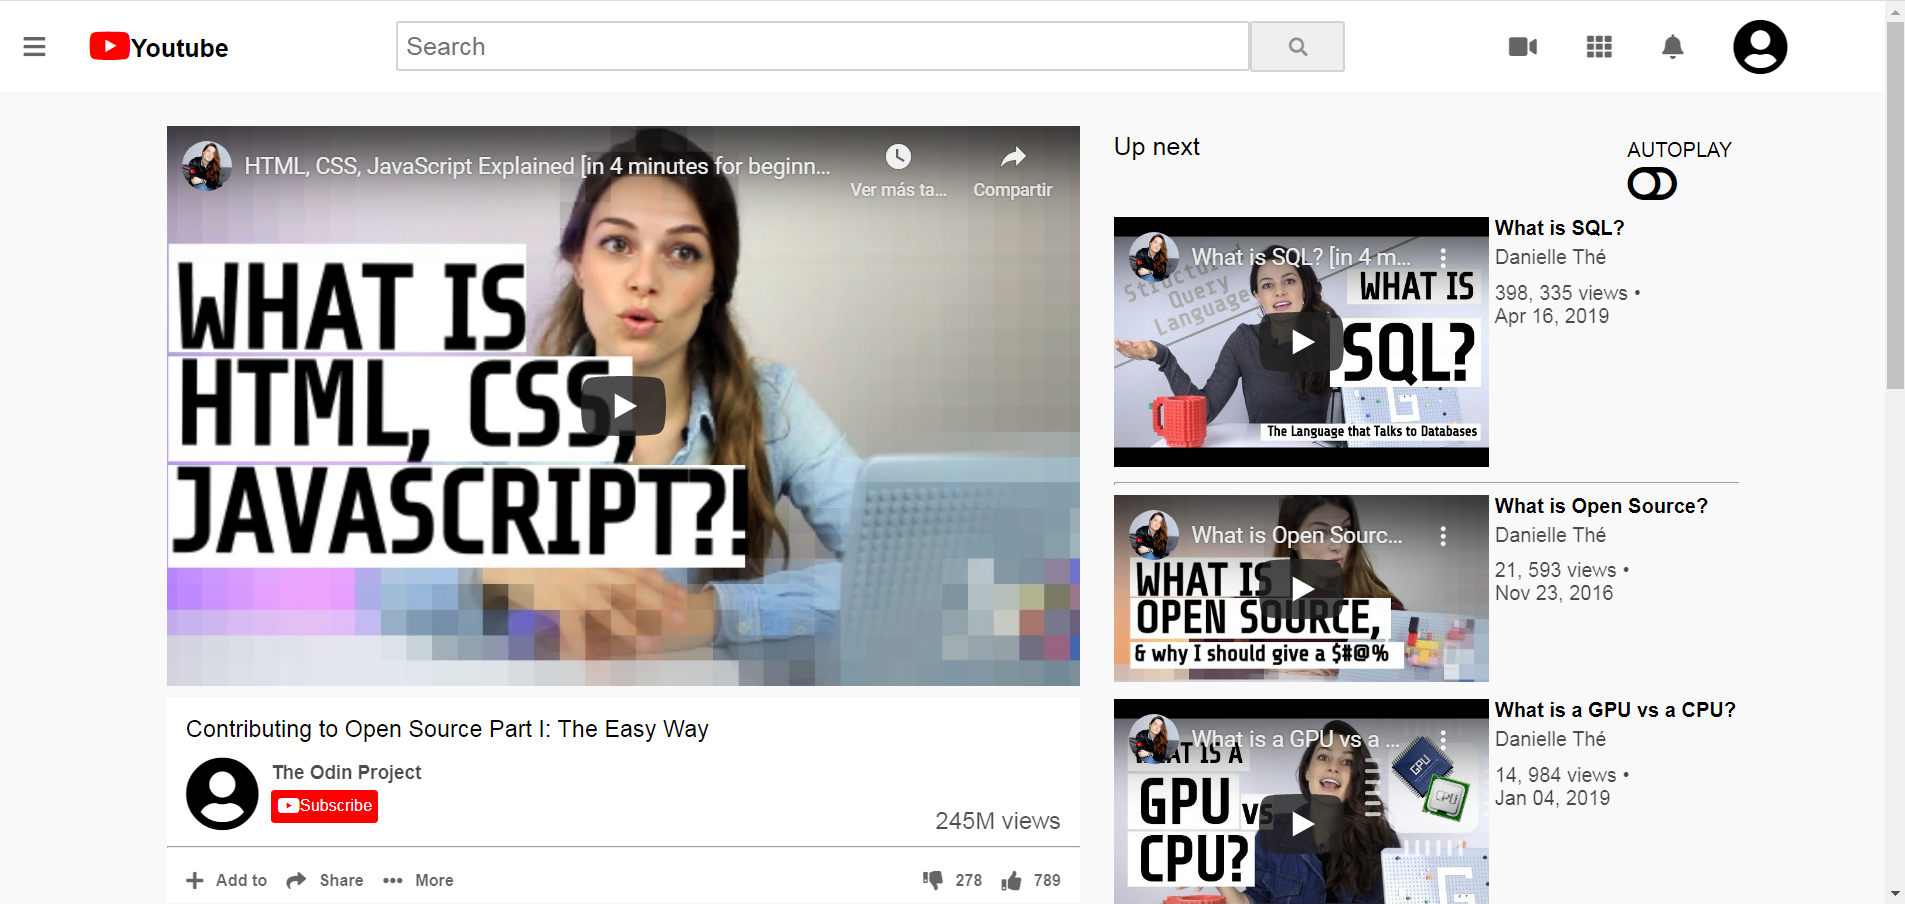 Youtube
Search
HTML, CSS, JavaScript Explained [in 4 minutes for beginn...
Ver más ta...
Compartir
WHAT IS
HTML, CSS,
JAVASCRIPT?!
Contributing to Open Source Part I: The Easy Way
The Odin Project
Subscribe
245M views
Add to
Share
More
278
789
Up next
AUTOPLAY
What is SQL? [in 4 m...
Structur
Query
Language
WHAT IS
SQL?
The Language that Talks to Databases
What is SQL?
Danielle Thé
398, 335 views •
Apr 16, 2019
What is Open Sourc...
WHAT IS
OPEN SOURCE,
& why I should give a $#@%
What is Open Source?
Danielle Thé
21, 593 views •
Nov 23, 2016
What is a GPU vs a ...
WHAT IS A
GPU vs.
CPU?
GPU
CPU
What is a GPU vs a CPU?
Danielle Thé
14, 984 views •
Jan 04, 2019